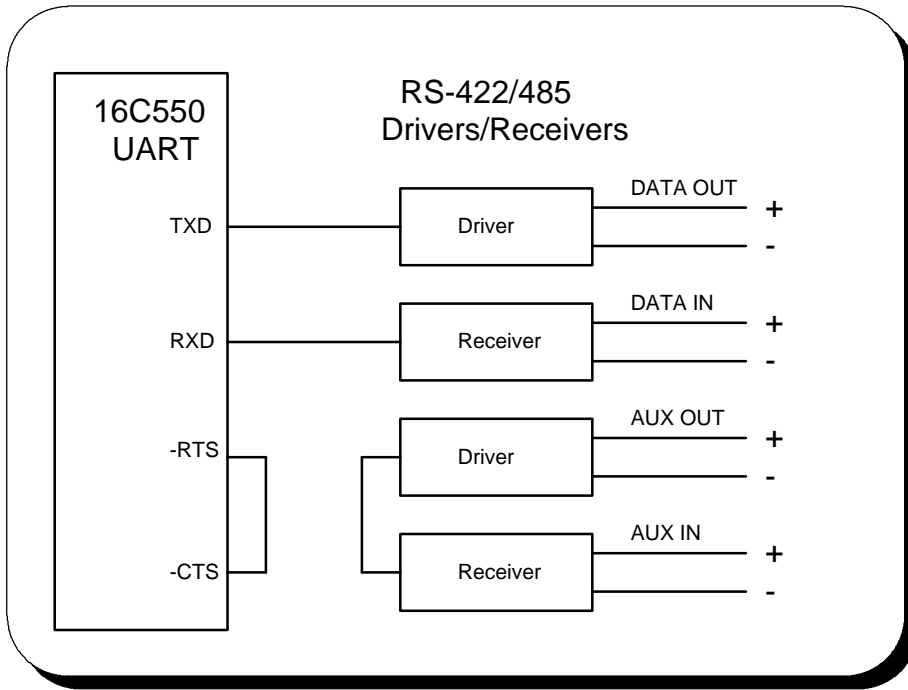 16C550
UART
RS-422/485
Drivers/Receivers
TXD
Driver
DATA OUT
+
-
RXD
Receiver
DATA IN
+
-
-RTS
Driver
AUX OUT
+
-
-CTS
Receiver
AUX IN
+
-